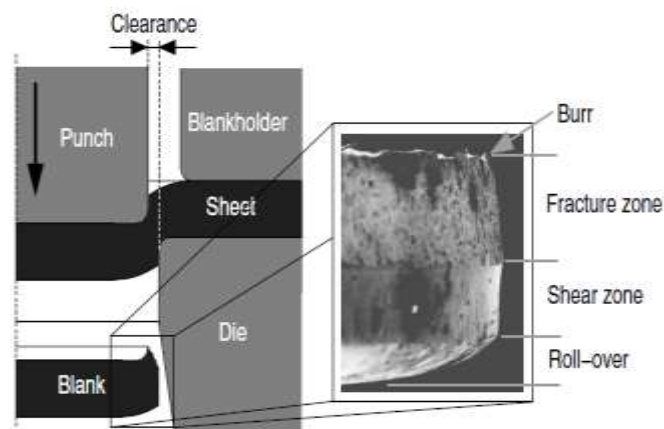 Clearance
Punch
Blankholder
Sheet
Die
Blank
Burr
Fracture zone
Shear zone
Roll-over